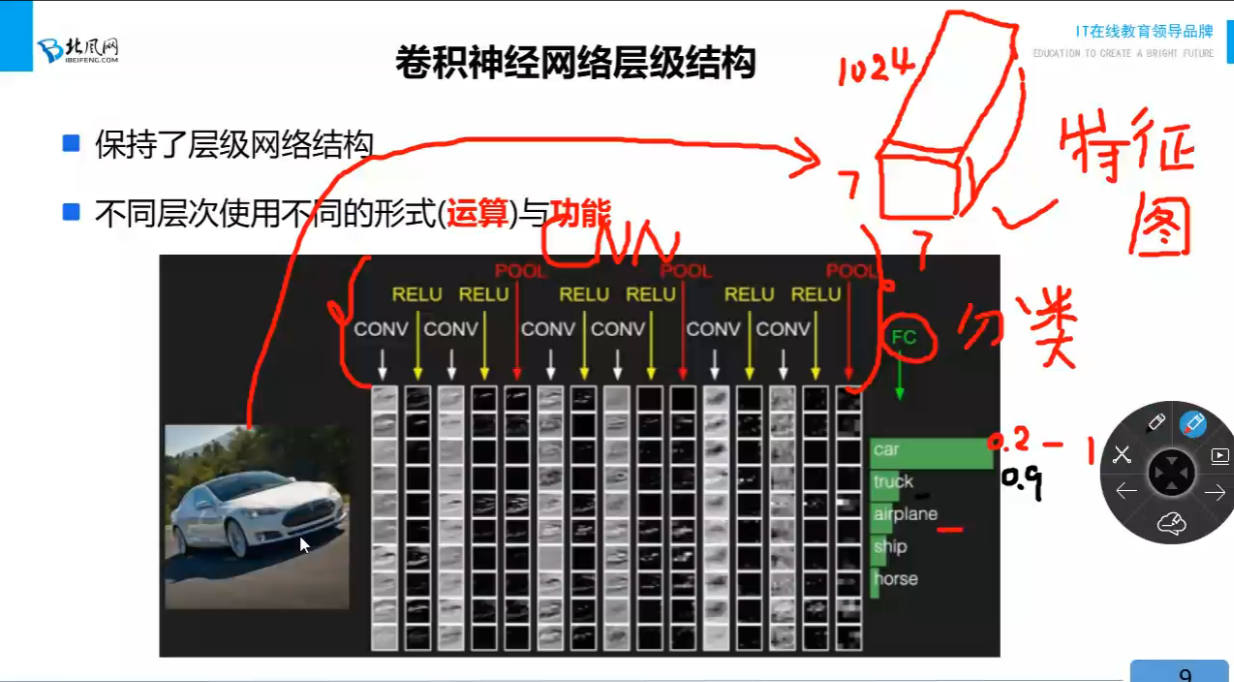 北风网
BEIFENG.COM
IT在线教育领导品牌
EDUCATION TO CREATE A BRIGHT FUTURE
卷积神经网络层级结构
1024
保持了层级网络结构
7
特征
图
不同层次使用不同的形式(运算)与功能
CNN
7
POOL POOL POOL
RELU RELU RELU RELU RELU RELU
CONV CONV CONV CONV CONV CONV
FC
分类
car
0.2 - 1
truck
0.9
airplane
ship
horse
9